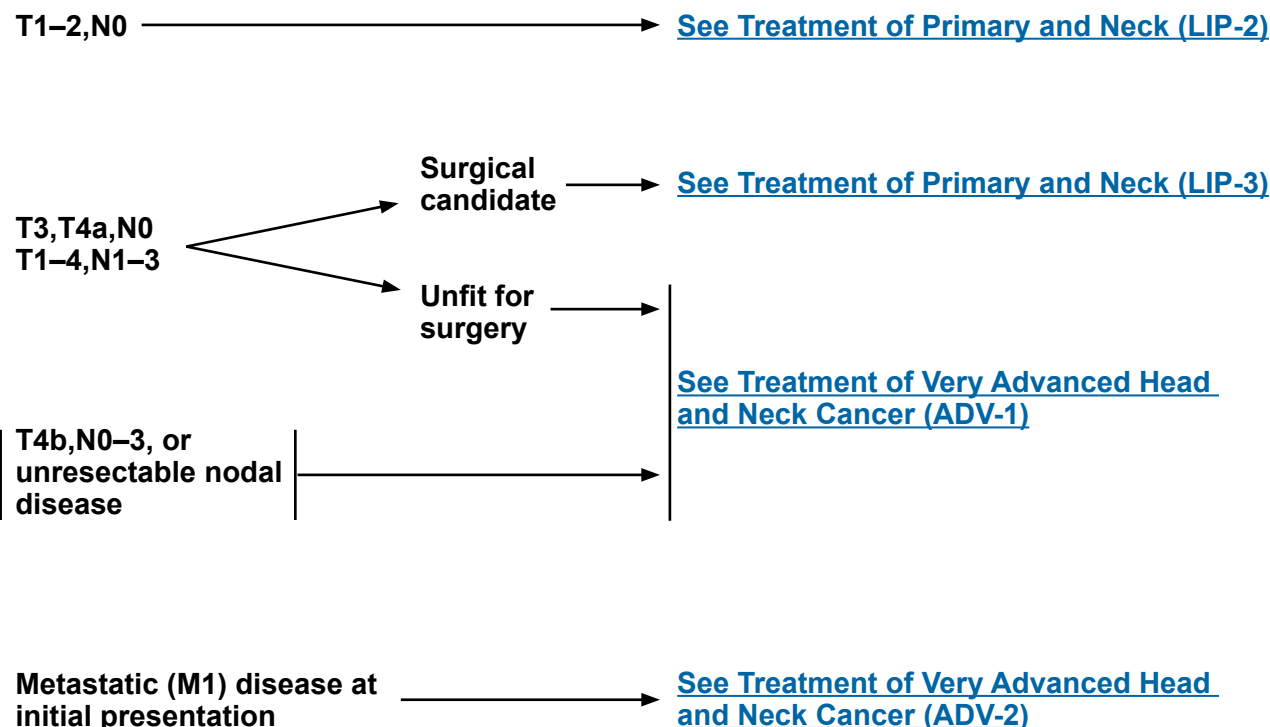 T1–2,N0
See Treatment of Primary and Neck (LIP-2)
Surgical
candidate
See Treatment of Primary and Neck (LIP-3)
T3,T4a,N0
T1–4,N1–3
Unfit for
surgery
See Treatment of Very Advanced Head
and Neck Cancer (ADV-1)
T4b,N0–3, or
unresectable nodal
disease
Metastatic (M1) disease at
initial presentation
See Treatment of Very Advanced Head
and Neck Cancer (ADV-2)